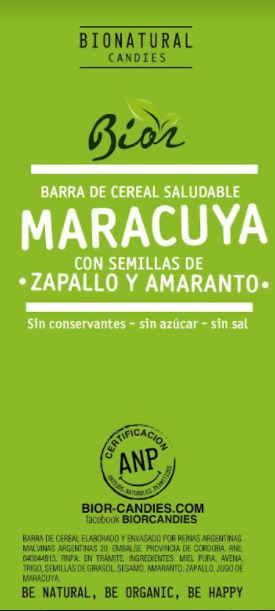 BIONATURAL
CANDIES
Bior
BARRA DE CEREAL SALUDABLE
MARACUYA
CON SEMILLAS DE
• ZAPALLO Y AMARANTO •
Sin conservantes - sin azúcar - sin sal
CERTIFICACION
ANP
BIOR-CANDIES.COM
facebook BIORCANDIES
BARRA DE CEREAL ELABORADO Y ENVASADO POR REINAS ARGENTINAS.
MALVINAS ARGENTINAS 20. EMBALSE. PROVINCIA DE CORDOBA, RNE:
040044913. RNPA: EN TRÁMITE. INGREDIENTES: MIEL PURA, AVENA,
TRIGO, SEMILLAS DE GIRASOL, SESAMO, AMARANTO, ZAPALLO, JUGO DE
MARACUYA.
BE NATURAL, BE ORGANIC, BE HAPPY